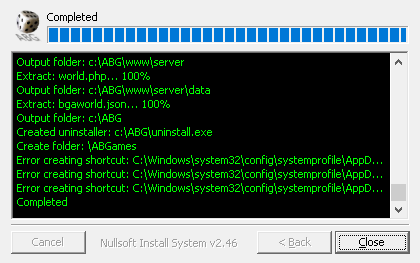 Completed
Output folder: c:\ABG\www\server
Extract: world.php... 100%
Output folder: c:\ABG\www\server\data
Extract: bgaworld.json... 100%
Output folder: c:\ABG
Created uninstaller: c:\ABG\uninstall.exe
Create folder: \ABGames
Error creating shortcut: C:\Windows\system32\config\systemprofile\AppD...
Error creating shortcut: C:\Windows\system32\config\systemprofile\AppD...
Error creating shortcut: C:\Windows\system32\config\systemprofile\AppD...
Completed
Cancel Nullsoft Install System v2.46 < Back Close